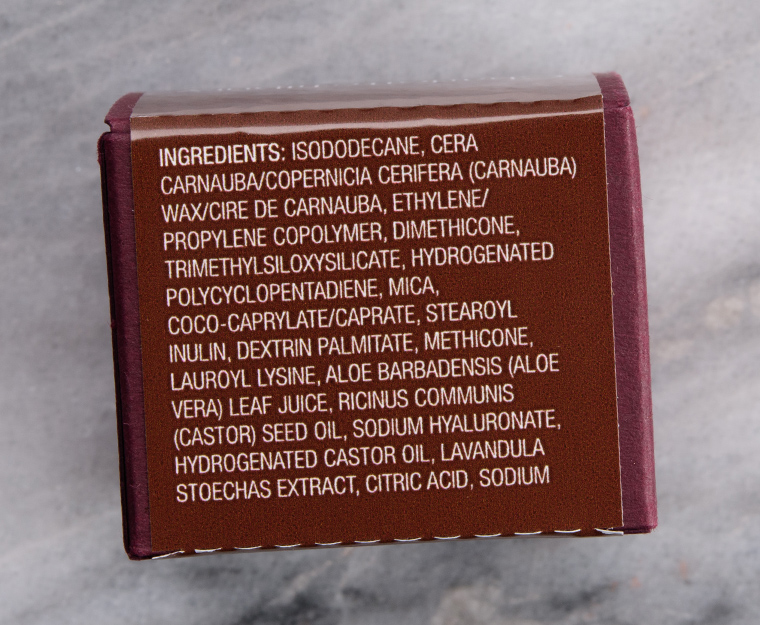 INGREDIENTS: ISODODECANE, CERA
CARNAUBA/COPERNICIA CERIFERA (CARNAUBA)
WAX/CIRE DE CARNAUBA, ETHYLENE/
PROPYLENE COPOLYMER, DIMETHICONE,
TRIMETHYLSILOXYSILICATE, HYDROGENATED
POLYCYCLOPENTADIENE, MICA,
COCO-CAPRYLATE/CAPRATE, STEAROYL
INULIN, DEXTRIN PALMITATE, METHICONE,
LAUROYL LYSINE, ALOE BARBADENSIS (ALOE
VERA) LEAF JUICE, RICINUS COMMUNIS
(CASTOR) SEED OIL, SODIUM HYALURONATE,
HYDROGENATED CASTOR OIL, LAVANDULA
STOECHAS EXTRACT, CITRIC ACID, SODIUM